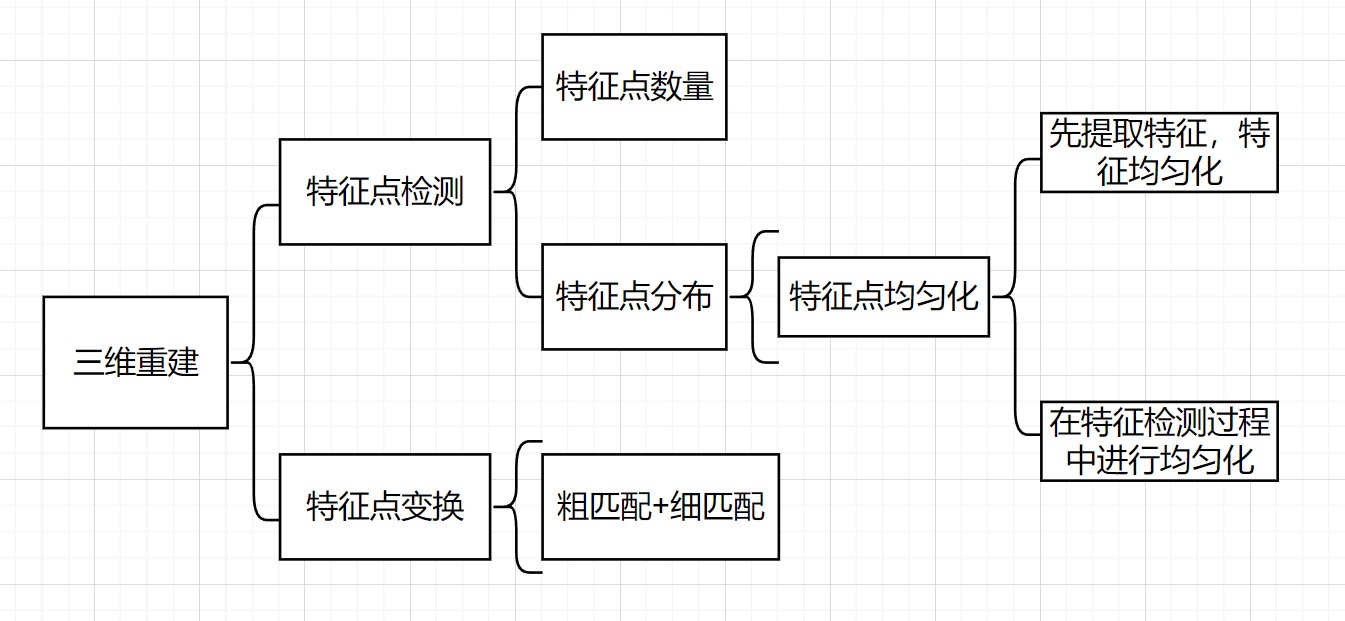 特征点数量
先提取特征，特
征均匀化
特征点检测
特征点分布
特征点均匀化
三维重建
在特征检测过程
中进行均匀化
特征点变换
粗匹配+细匹配